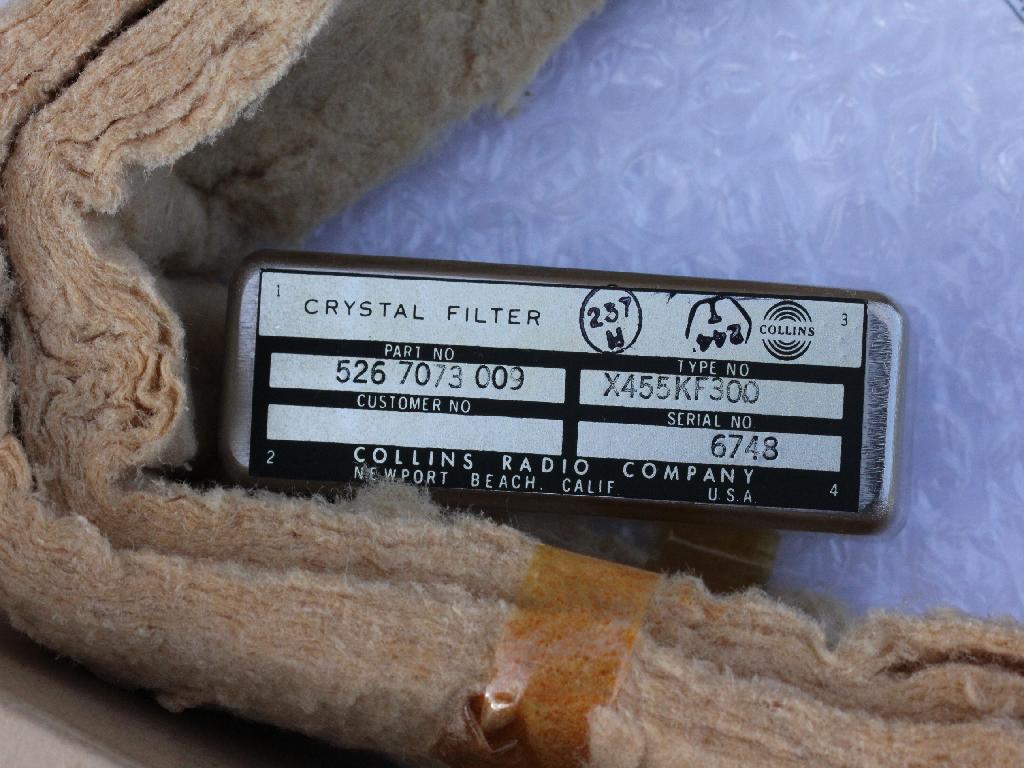 1
CRYSTAL FILTER
237
COLLINS
3
PART NO
526 7073 009
TYPE NO
X455KF300
CUSTOMER NO
SERIAL NO
6748
2
COLLINS RADIO COMPANY
NEWPORT BEACH. CALIF. U.S.A.
4